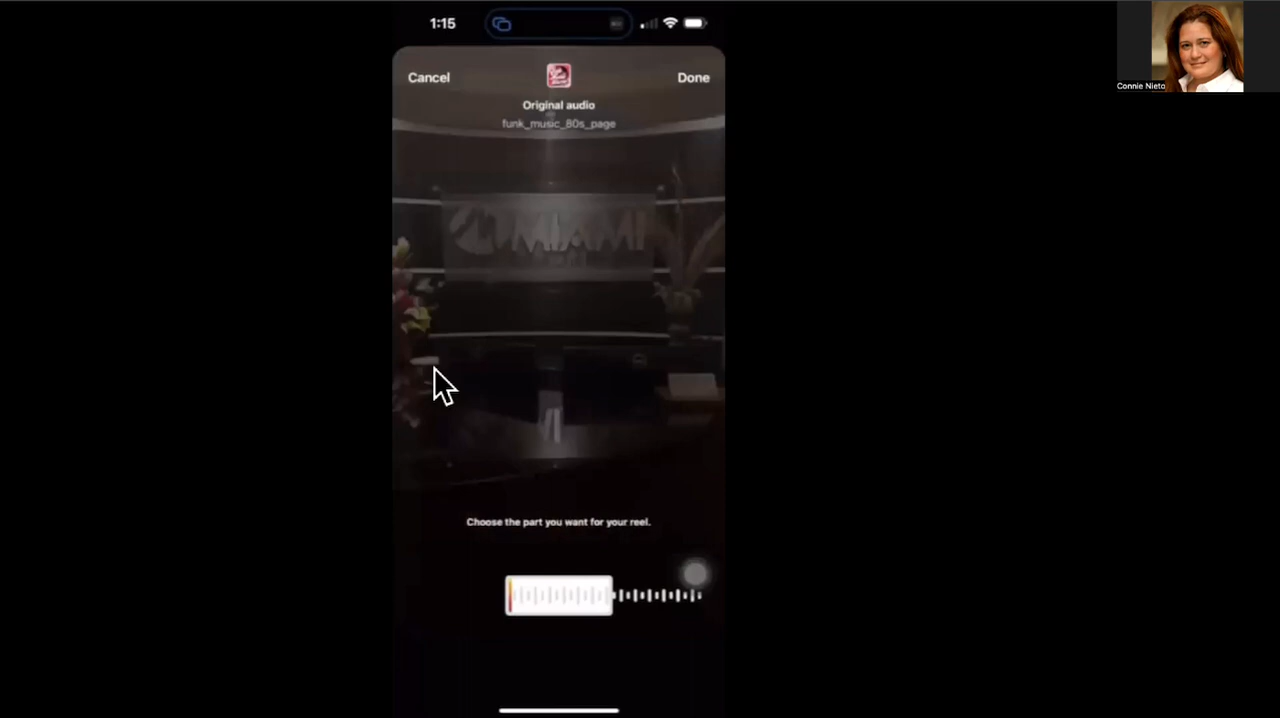 1:15
Cancel
Done
Original audio
funk_music_80s_page
MIAMI
Choose the part you want for your reel.
Connie Nieto